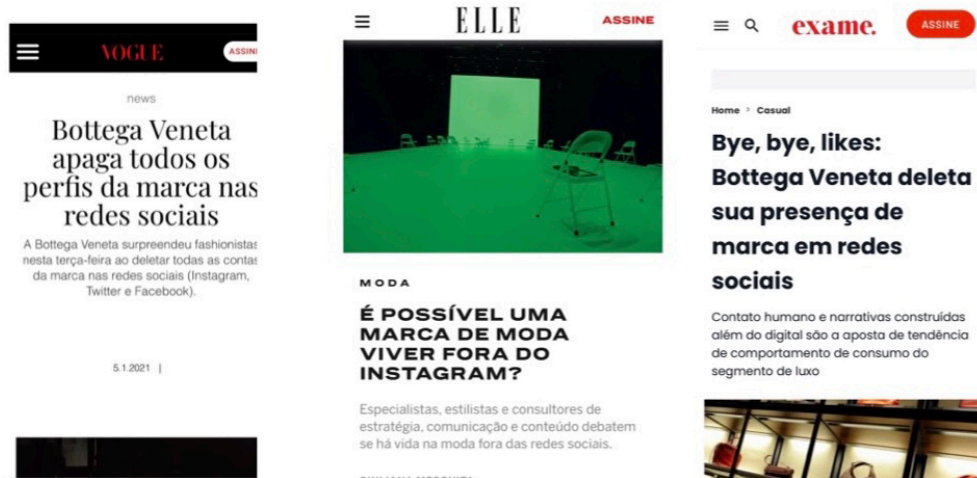 VOGUE
news
Bottega Veneta
apaga todos os
perfis da marca nas
redes sociais
A Bottega Veneta surpreendeu fashionistas
nesta terça-feira ao deletar todas as contas
da marca nas redes sociais (Instagram,
Twitter e Facebook).
5.1.2021 |
ELLE
ASSINE
MODA
É POSSÍVEL UMA
MARCA DE MODA
VIVER FORA DO
INSTAGRAM?
Especialistas, estilistas e consultores de
estratégia, comunicação e conteúdo debatem
se há vida na moda fora das redes sociais.
exame.
ASSINE
Home > Casual
Bye, bye, likes:
Bottega Veneta deleta
sua presença de
marca em redes
sociais
Contato humano e narrativas construídas
além do digital são a aposta de tendência
de comportamento de consumo do
segmento de luxo